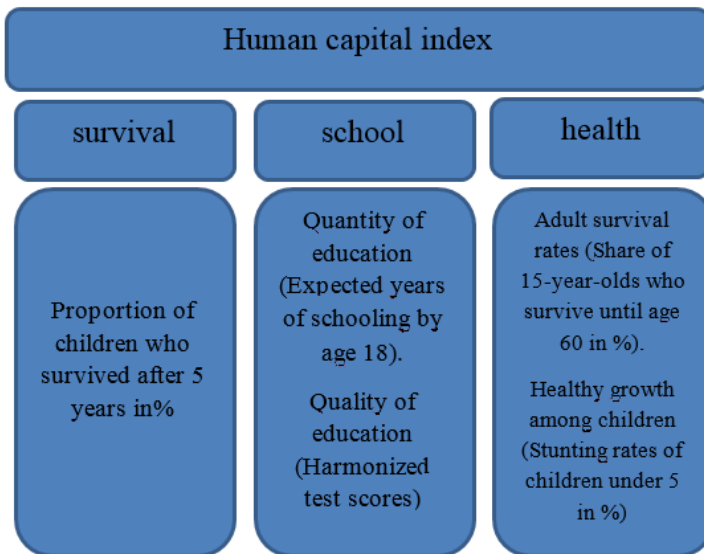 Human capital index
survival
school
health
Proportion of
children who
survived after 5
years in%
Quantity of
education
(Expected years
of schooling by
age 18).
Quality of
education
(Harmonized
test scores)
Adult survival
rates (Share of
15-year-olds who
survive until age
60 in %).
Healthy growth
among children
(Stunting rates of
children under 5
in %)